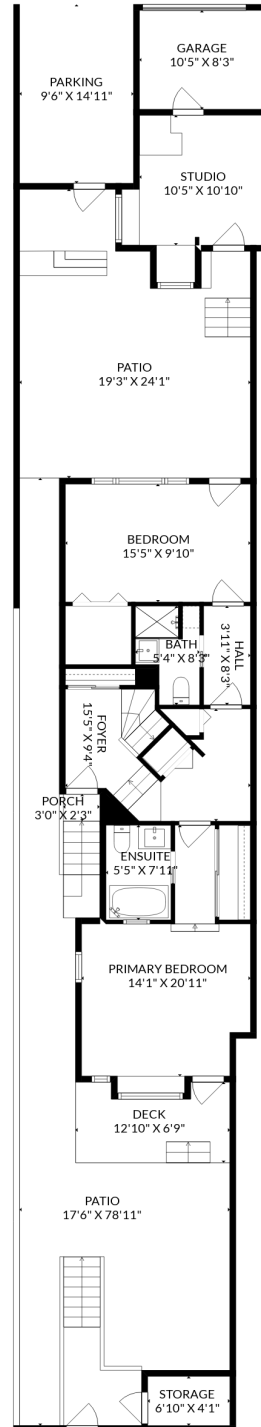 GARAGE
10'5" X 8'3"
PARKING
9'6" X 14'11"
STUDIO
10'5" X 10'10"
PATIO
19'3" X 24'1"
BEDROOM
15'5" X 9'10"
BATH
5'4" X 8'3"
HALL
3'11" X 8'3"
FOYER
15'5" X 9'4"
PORCH
3'0" X 2'3"
ENSUITE
5'5" X 7'11"
PRIMARY BEDROOM
14'1" X 20'11"
DECK
12'10" X 6'9"
PATIO
17'6" X 78'11"
STORAGE
6'10" X 4'1"